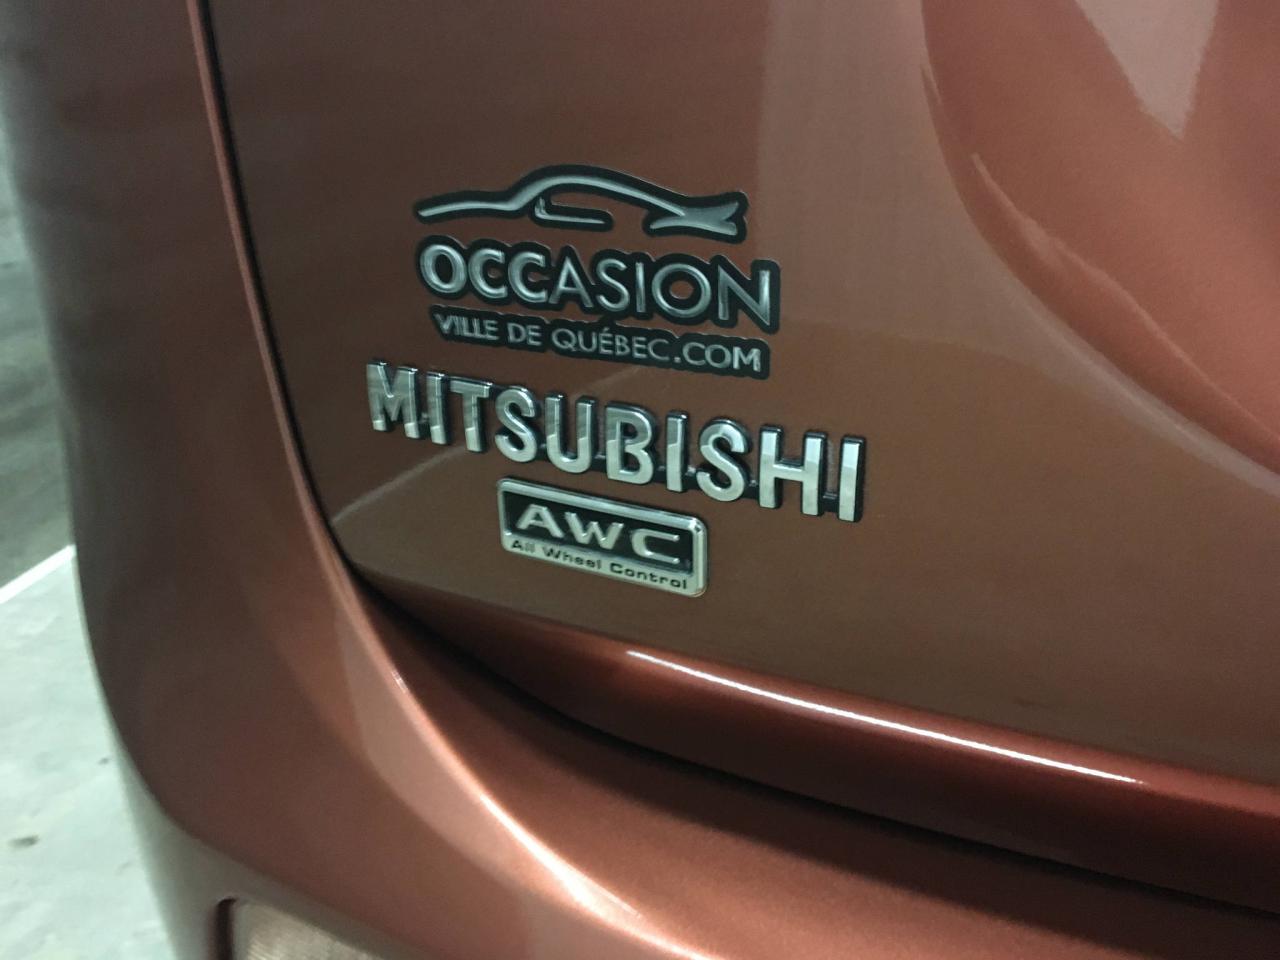 OCCASION
VILLE DE QUÉBEC.COM
MITSUBISHI
AWC
All Wheel Control